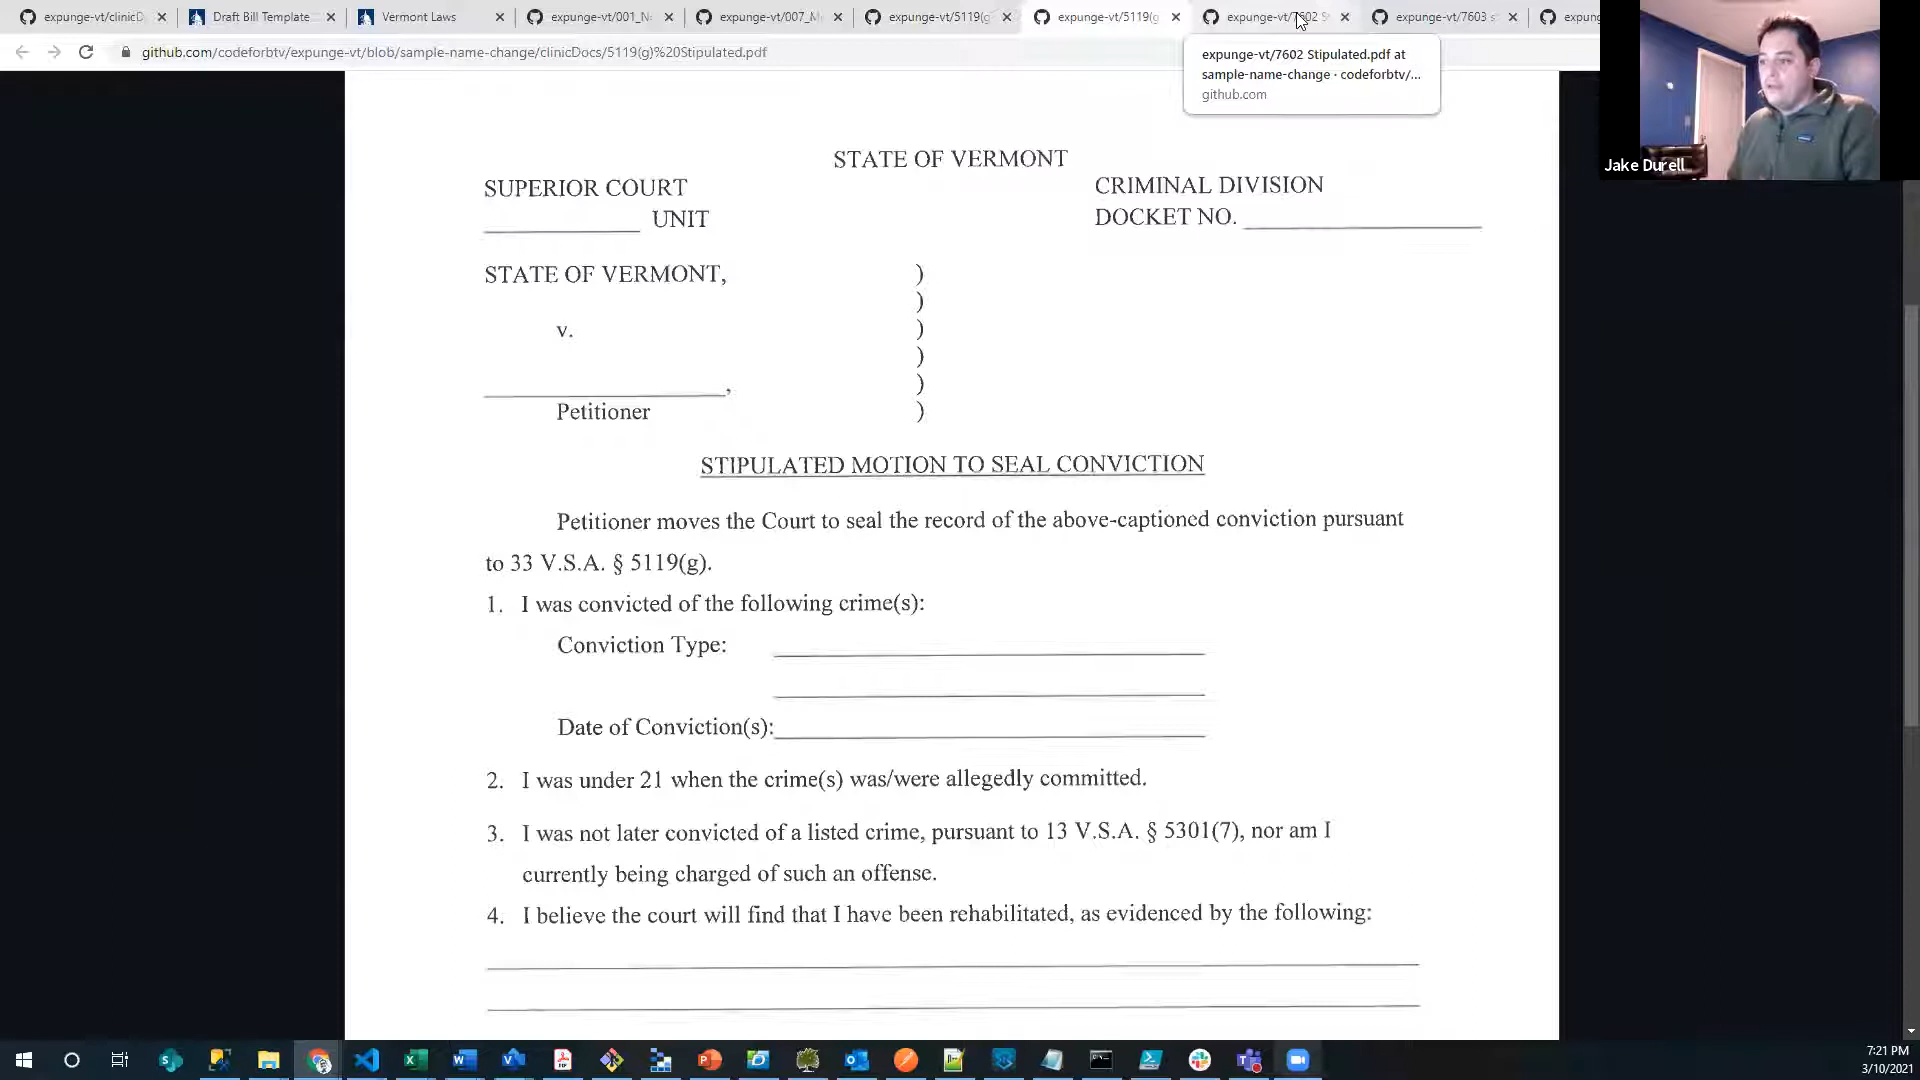 expunge-vt/clinicD
Draft Bill Template
Vermont Laws
expunge-vt/001_N
expunge-vt/007_M
expunge-vt/5119(g)
expunge-vt/5119(g)
expunge-vt/7602 S
expunge-vt/7603 s
expung
github.com/codeforbtv/expunge-vt/blob/sample-name-change/clinicDocs/5119(g)%20Stipulated.pdf
expunge-vt/7602 Stipulated.pdf at
sample-name-change · codeforbtv/...
github.com
Jake Durell
STATE OF VERMONT
SUPERIOR COURT
CRIMINAL DIVISION
UNIT
DOCKET NO.
STATE OF VERMONT, )
)
v. )
)
, )
Petitioner )
STIPULATED MOTION TO SEAL CONVICTION
Petitioner moves the Court to seal the record of the above-captioned conviction pursuant
to 33 V.S.A. § 5119(g).
1. I was convicted of the following crime(s):
Conviction Type:
Date of Conviction(s):
2. I was under 21 when the crime(s) was/were allegedly committed.
3. I was not later convicted of a listed crime, pursuant to 13 V.S.A. § 5301(7), nor am I
currently being charged of such an offense.
4. I believe the court will find that I have been rehabilitated, as evidenced by the following:
7:21 PM
3/10/2021